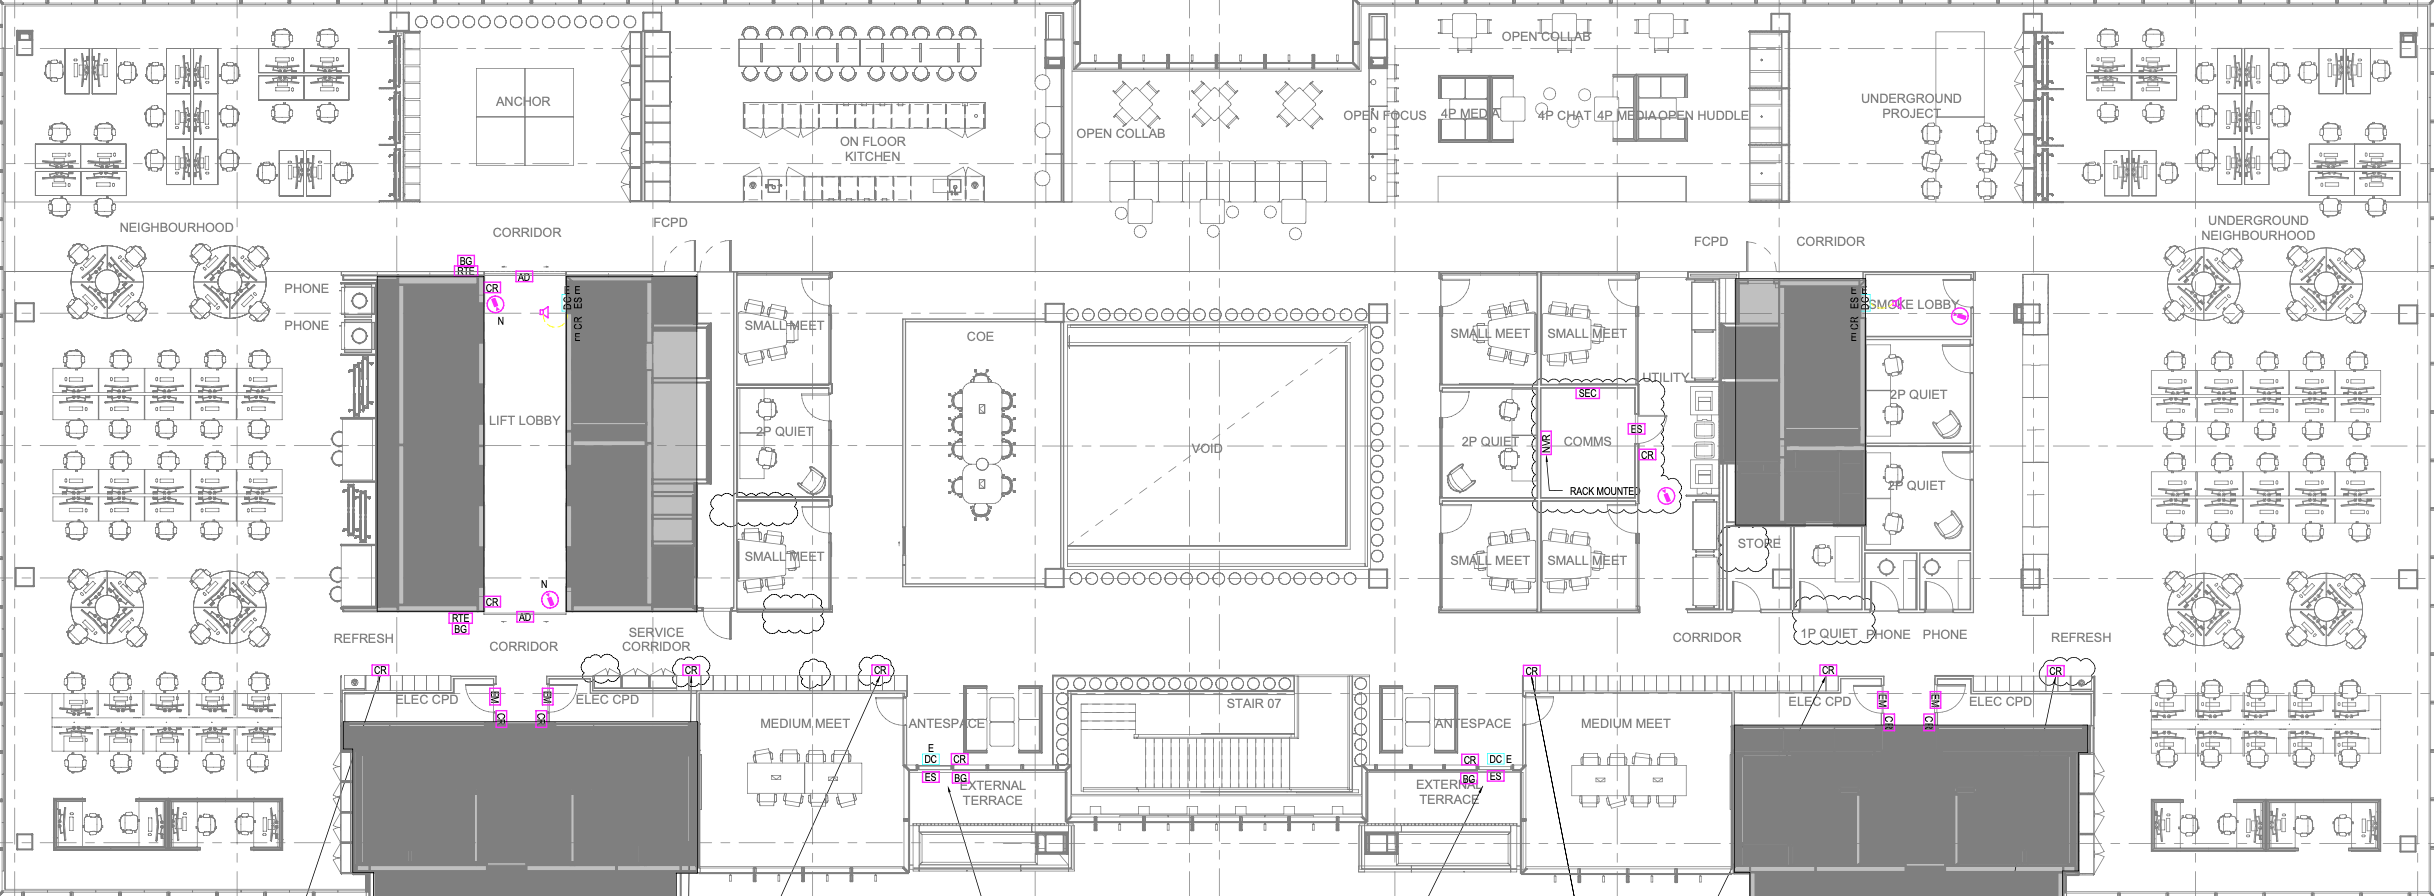 OPEN COLLAB
ANCHOR
UNDERGROUND
PROJECT
OPEN FOCUS
4P MEDIA
4P CHAT
4P MEDIA
OPEN HUDDLE
OPEN COLLAB
ON FLOOR
KITCHEN
NEIGHBOURHOOD
CORRIDOR
FCPD
FCPD
CORRIDOR
UNDERGROUND
NEIGHBOURHOOD
BG
RTE
AD
CR
N
PHONE
PHONE
E
DC
E
ES
CR
E
SMALL MEET
COE
SMALL MEET
SMALL MEET
E
ES
CR
E
DC
E
SMOKE LOBBY
UTILITY
SEC
2P QUIET
LIFT LOBBY
2P QUIET
VOID
2P QUIET
NVR
COMMS
ES
CR
RACK MOUNTED
2P QUIET
SMALL MEET
SMALL MEET
SMALL MEET
STORE
N
CR
RTE
BG
AD
REFRESH
CORRIDOR
SERVICE
CORRIDOR
CORRIDOR
1P QUIET
PHONE
PHONE
REFRESH
CR
CR
CR
CR
CR
CR
ELEC CPD
EM
EM
ELEC CPD
CR
CR
MEDIUM MEET
ANTESPACE
STAIR 07
ANTESPACE
MEDIUM MEET
ELEC CPD
EM
EM
ELEC CPD
CR
CR
E
DC
CR
ES
BG
EXTERNAL
TERRACE
CR
DC
E
BG
ES
EXTERNAL
TERRACE